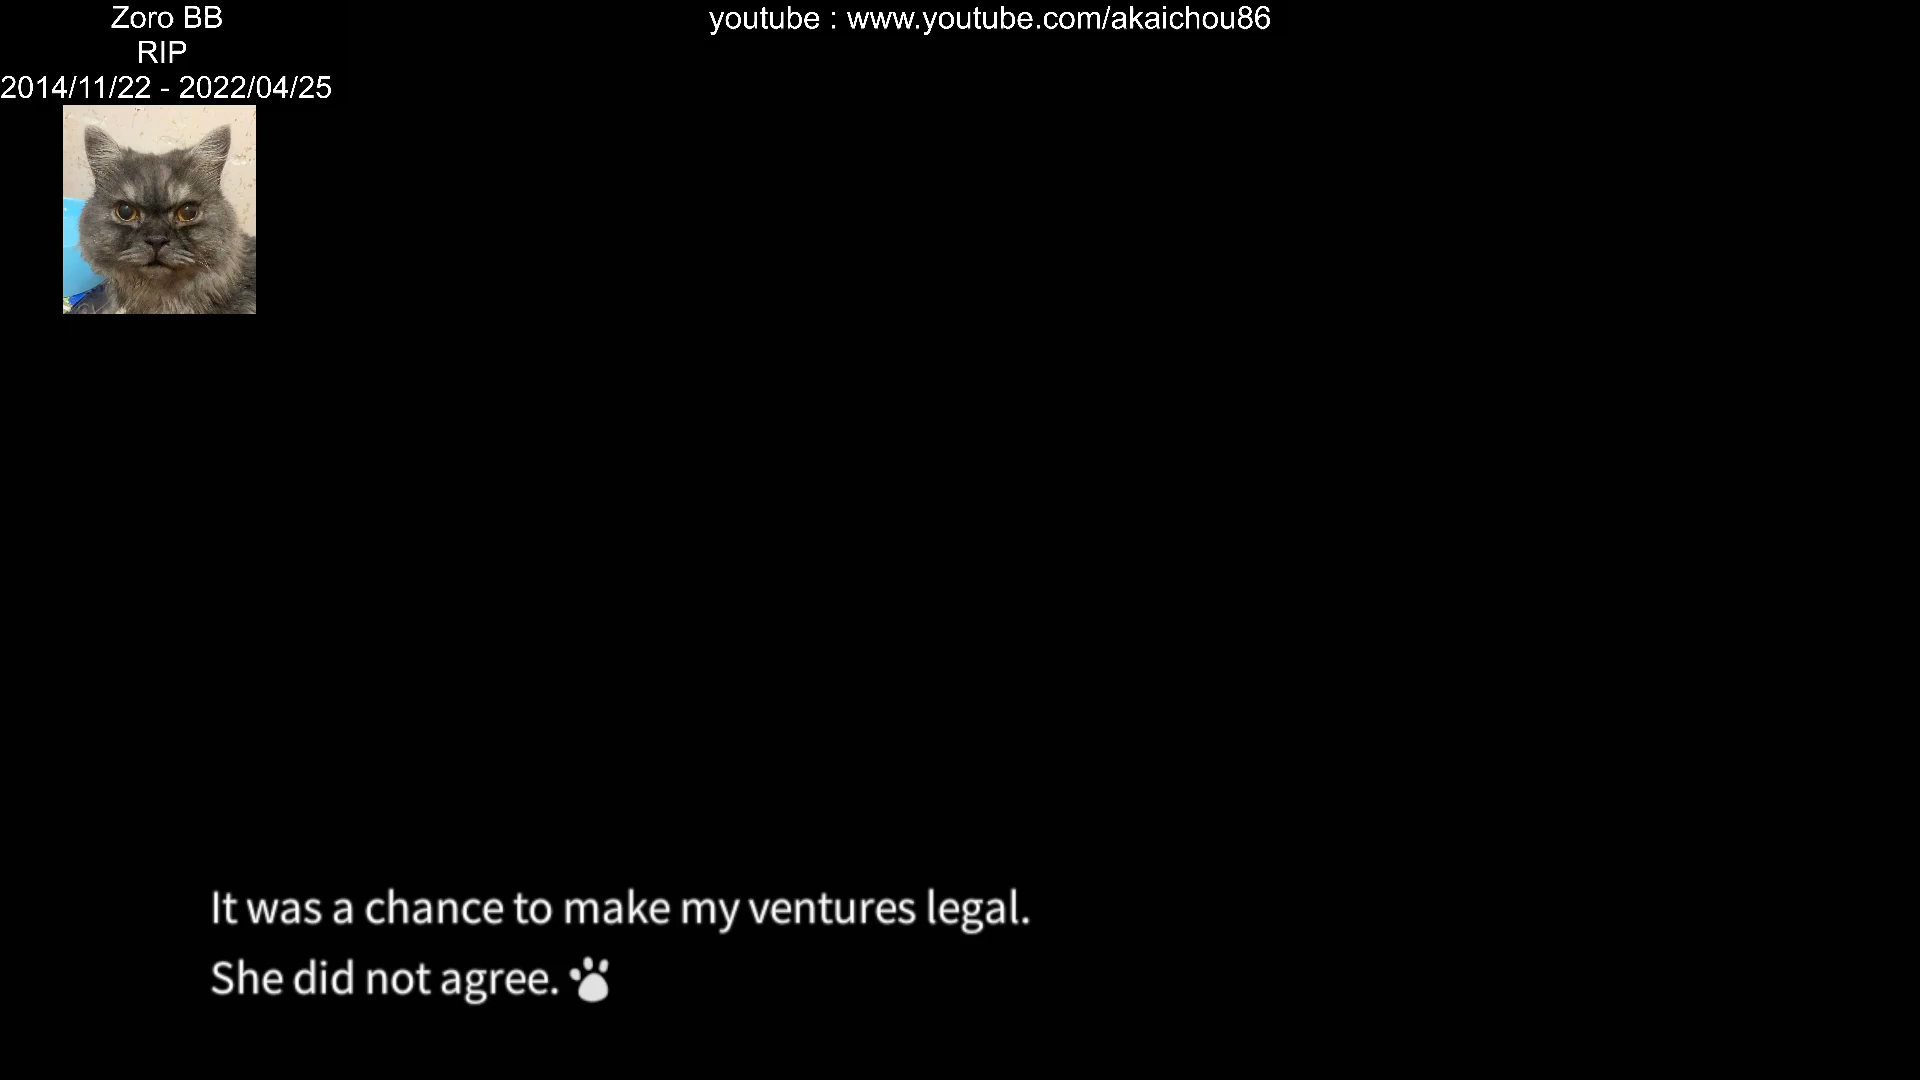 Zoro BB
RIP
2014/11/22 - 2022/04/25
youtube : www.youtube.com/akaichou86
It was a chance to make my ventures legal.
She did not agree.